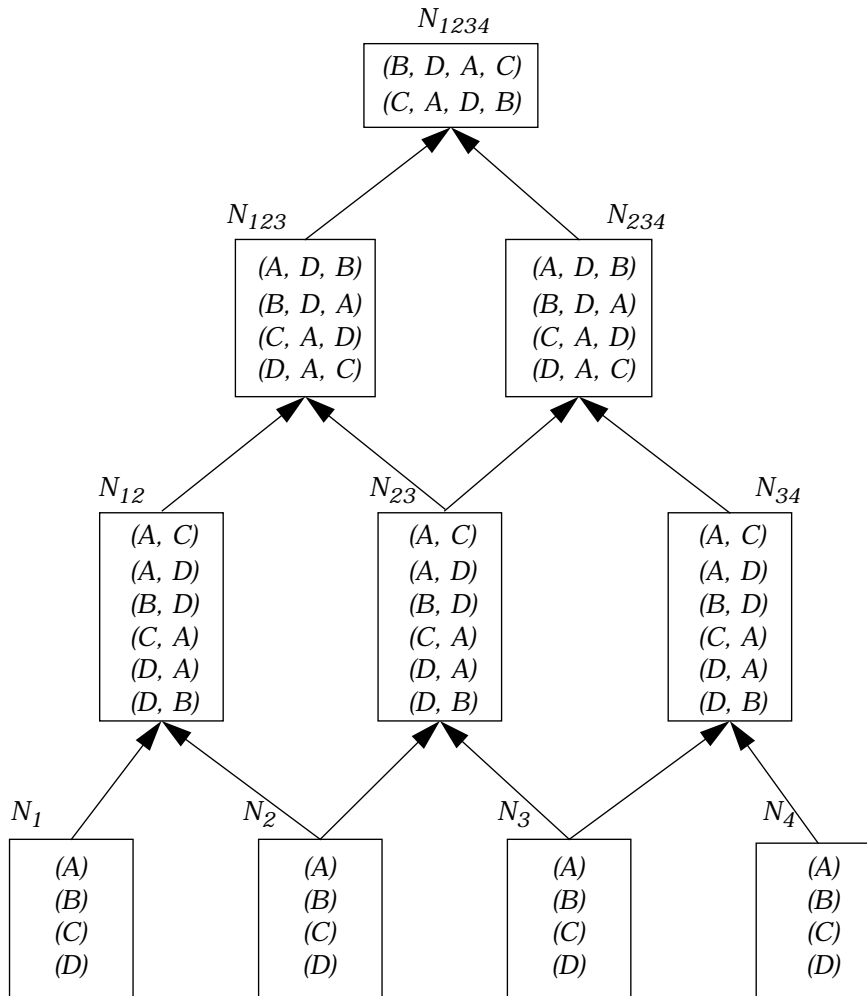 N1234
(B, D, A, C)
(C, A, D, B)
N123
(A, D, B)
(B, D, A)
(C, A, D)
(D, A, C)
N234
(A, D, B)
(B, D, A)
(C, A, D)
(D, A, C)
N12
(A, C)
(A, D)
(B, D)
(C, A)
(D, A)
(D, B)
N23
(A, C)
(A, D)
(B, D)
(C, A)
(D, A)
(D, B)
N34
(A, C)
(A, D)
(B, D)
(C, A)
(D, A)
(D, B)
N1
(A)
(B)
(C)
(D)
N2
(A)
(B)
(C)
(D)
N3
(A)
(B)
(C)
(D)
N4
(A)
(B)
(C)
(D)